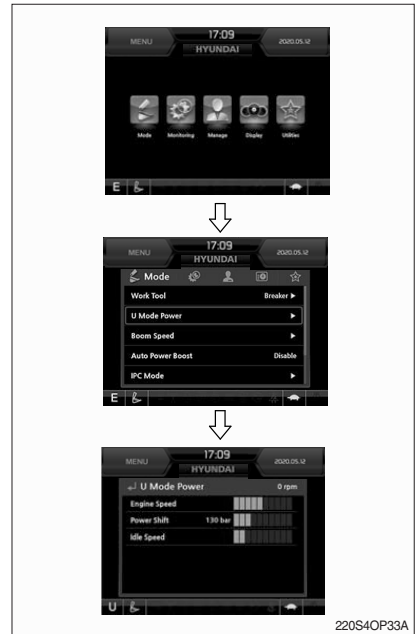 MENU 17:09 2020.05.12
HYUNDAI
Mode Monitoring Manage Display Utilities
E
MENU 17:09 2020.05.12
HYUNDAI
Mode
Work Tool Breaker ▶
U Mode Power ▶
Boom Speed ▶
Auto Power Boost Disable
IPC Mode ▶
E
MENU 17:09 2020.05.12
HYUNDAI
U Mode Power 0 rpm
Engine Speed
Power Shift 130 bar
Idle Speed
U
220S4OP33A